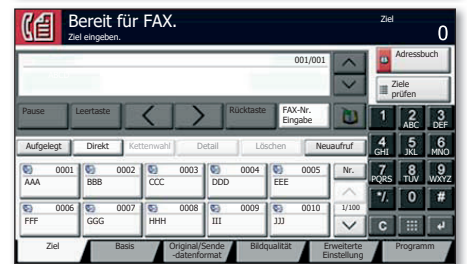 Bereit für FAX.
Ziel eingeben.
Ziel
0
001/001
Adressbuch
Ziele
prüfen
Pause
Leertaste
Rücktaste
FAX-Nr.
Eingabe
Aufgelegt
Direkt
Kettenwahl
Detail
Löschen
Neuaufruf
0001
AAA
0002
BBB
0003
CCC
0004
DDD
0005
EEE
Nr.
0006
FFF
0007
GGG
0008
HHH
0009
III
0010
JJJ
1/100
1
2
ABC
3
DEF
4
GHI
5
JKL
6
MNO
7
PQRS
8
TUV
9
WXYZ
*/.
0
#
C
Ziel
Basis
Original/Sende
-datenformat
Bildqualität
Erweiterte
Einstellung
Programm